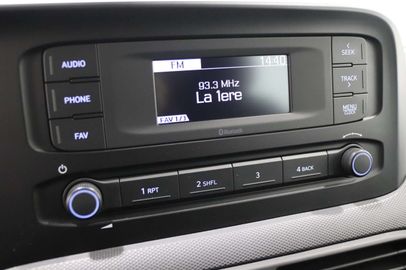 AUDIO
PHONE
FAV
FM 14:40
93.3 MHz
La 1ere
FAV 1/3
Bluetooth
SEEK
TRACK
MENU
1 RPT
2 SHFL
3
4 BACK